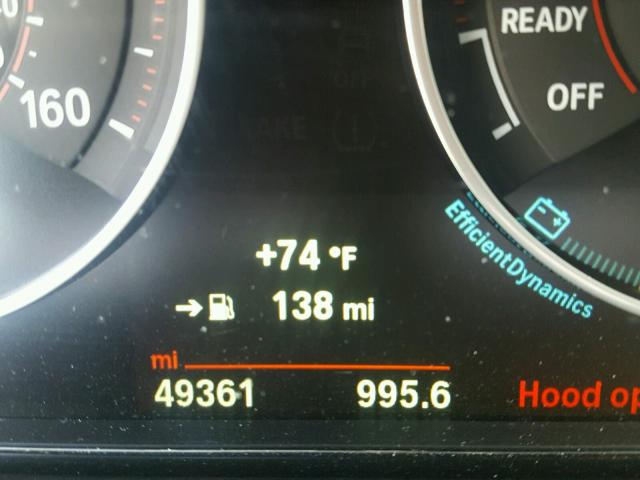 READY
160
OFF
EfficientDynamics
+74 °F
→ 138 mi
mi
49361 995.6 Hood op